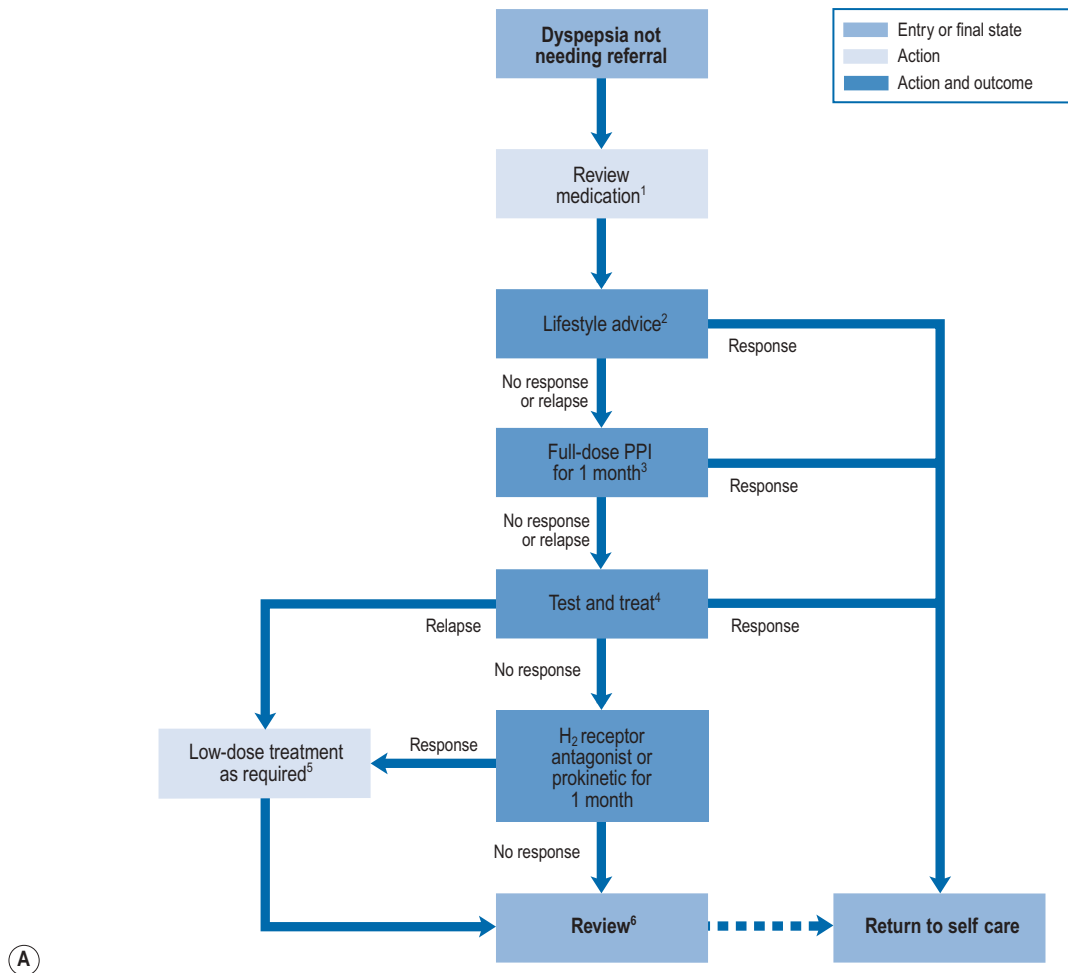 Dyspepsia not
needing referral
Entry or final state
Action
Action and outcome
Review
medication¹
Lifestyle advice²
Response
No response
or relapse
Full-dose PPI
for 1 month³
Response
No response
or relapse
Test and treat⁴
Relapse
Response
No response
H₂ receptor
antagonist or
prokinetic for
1 month
Response
Low-dose treatment
as required⁵
No response
Review⁶
Return to self care
A